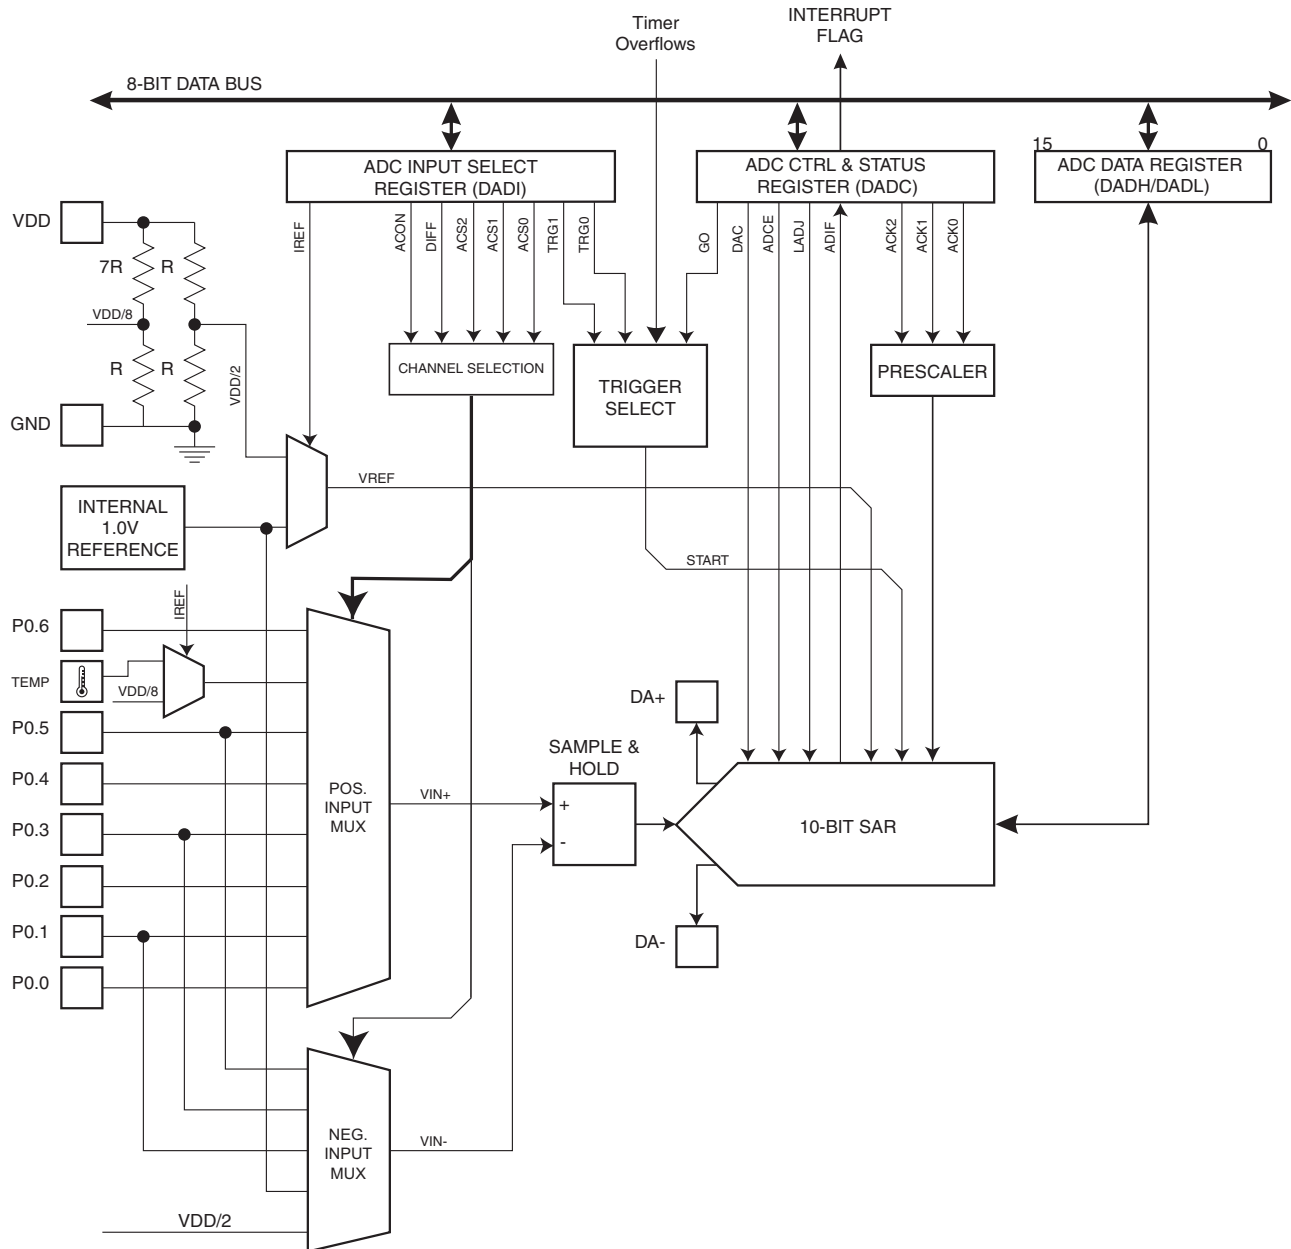 Timer
Overflows
INTERRUPT
FLAG
8-BIT DATA BUS
ADC INPUT SELECT
REGISTER (DADI)
ADC CTRL & STATUS
REGISTER (DADC)
15
0
ADC DATA REGISTER
(DADH/DADL)
IREF
ACON
DIFF
ACS2
ACS1
ACS0
TRG1
TRG0
GO
DAC
ADCE
LADJ
ADIF
ACK2
ACK1
ACK0
VDD
7R
R
VDD/8
R
R
VDD/2
GND
CHANNEL SELECTION
TRIGGER
SELECT
PRESCALER
INTERNAL
1.0V
REFERENCE
VREF
START
IREF
P0.6
TEMP
VDD/8
P0.5
P0.4
P0.3
P0.2
P0.1
P0.0
POS.
INPUT
MUX
VIN+
SAMPLE &
HOLD
+
-
DA+
10-BIT SAR
DA-
NEG.
INPUT
MUX
VIN-
VDD/2